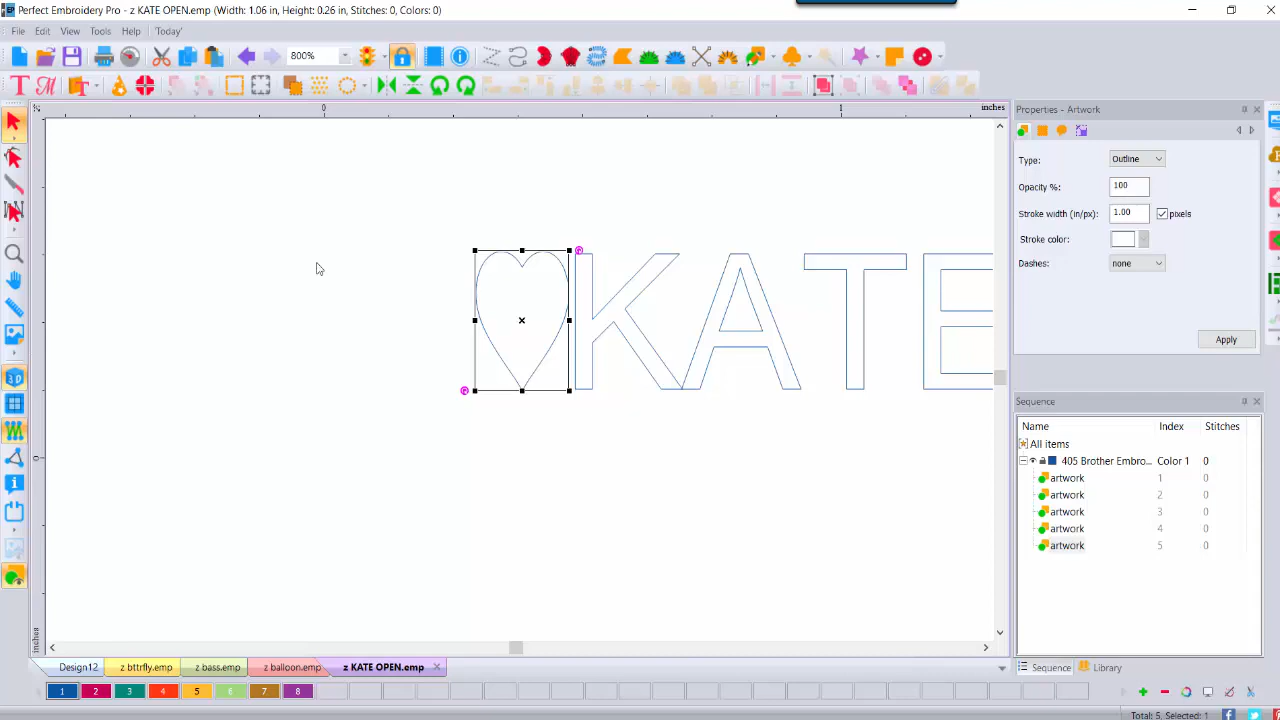 Perfect Embroidery Pro - z KATE OPEN.emp (Width: 1.06 in, Height: 0.26 in, Stitches: 0, Colors: 0)
File Edit View Tools Help Today'
800%
0 1 inches
KATE
0
inches
Properties - Artwork
Type: Outline
Opacity %: 100
Stroke width (in/px): 1.00 pixels
Stroke color:
Dashes: none
Apply
Sequence
Name Index Stitches
All items
405 Brother Embro... Color 1 0
artwork 1 0
artwork 2 0
artwork 3 0
artwork 4 0
artwork 5 0
Design12 z bttrfly.emp z bass.emp z balloon.emp z KATE OPEN.emp
Sequence Library
1 2 3 4 5 6 7 8
Total: 5, Selected: 1